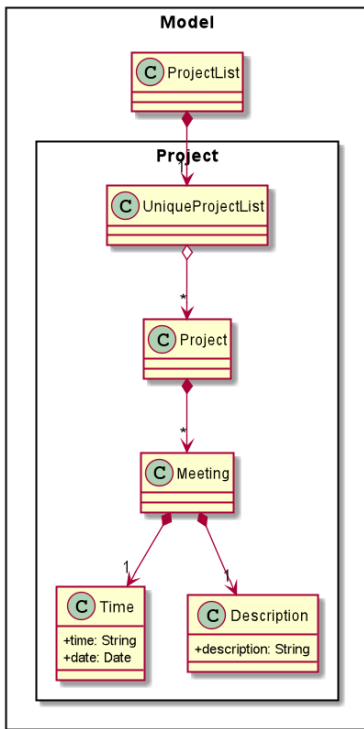 Model
C ProjectList
Project
1
C UniqueProjectList
*
C Project
*
C Meeting
1
1
C Time
+time: String
+date: Date
C Description
+description: String